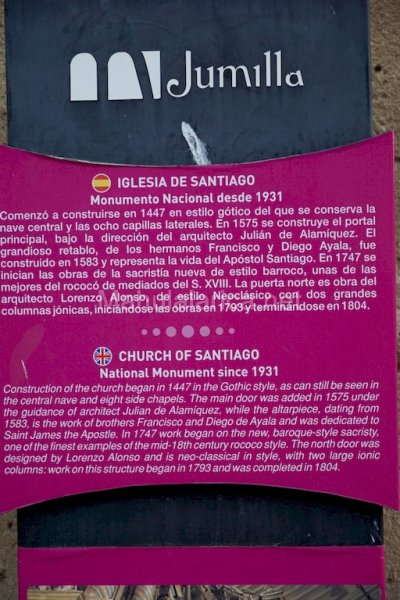 Jumilla
IGLESIA DE SANTIAGO
Monumento Nacional desde 1931
Comenzó a construirse en 1447 en estilo gótico del que se conserva la
nave central y las ocho capillas laterales. En 1575 se construye el portal
principal, bajo la dirección del arquitecto Julián de Alamíquez. El
grandioso retablo, de los hermanos Francisco y Diego Ayala, fue
construido en 1583 y representa la vida del Apóstol Santiago. En 1747 se
inician las obras de la sacristía nueva de estilo barroco, unas de las
mejores del rococó de mediados del S. XVIII. La puerta norte es obra del
arquitecto Lorenzo Alonso, de estilo Neoclásico, con dos grandes
columnas jónicas, iniciándose las obras en 1793 y terminándose en 1804.
CHURCH OF SANTIAGO
National Monument since 1931
Construction of the church began in 1447 in the Gothic style, as can still be seen in
the central nave and eight side chapels. The main door was added in 1575 under
the guidance of architect Julian de Alamíquez, while the altarpiece, dating from
1583, is the work of brothers Francisco and Diego de Ayala and was dedicated to
Saint James the Apostle. In 1747 work began on the new, baroque-style sacristy,
one of the finest examples of the mid-18th century rococo style. The north door was
designed by Lorenzo Alonso and is neo-classical in style, with two large ionic
columns: work on this structure began in 1793 and was completed in 1804.